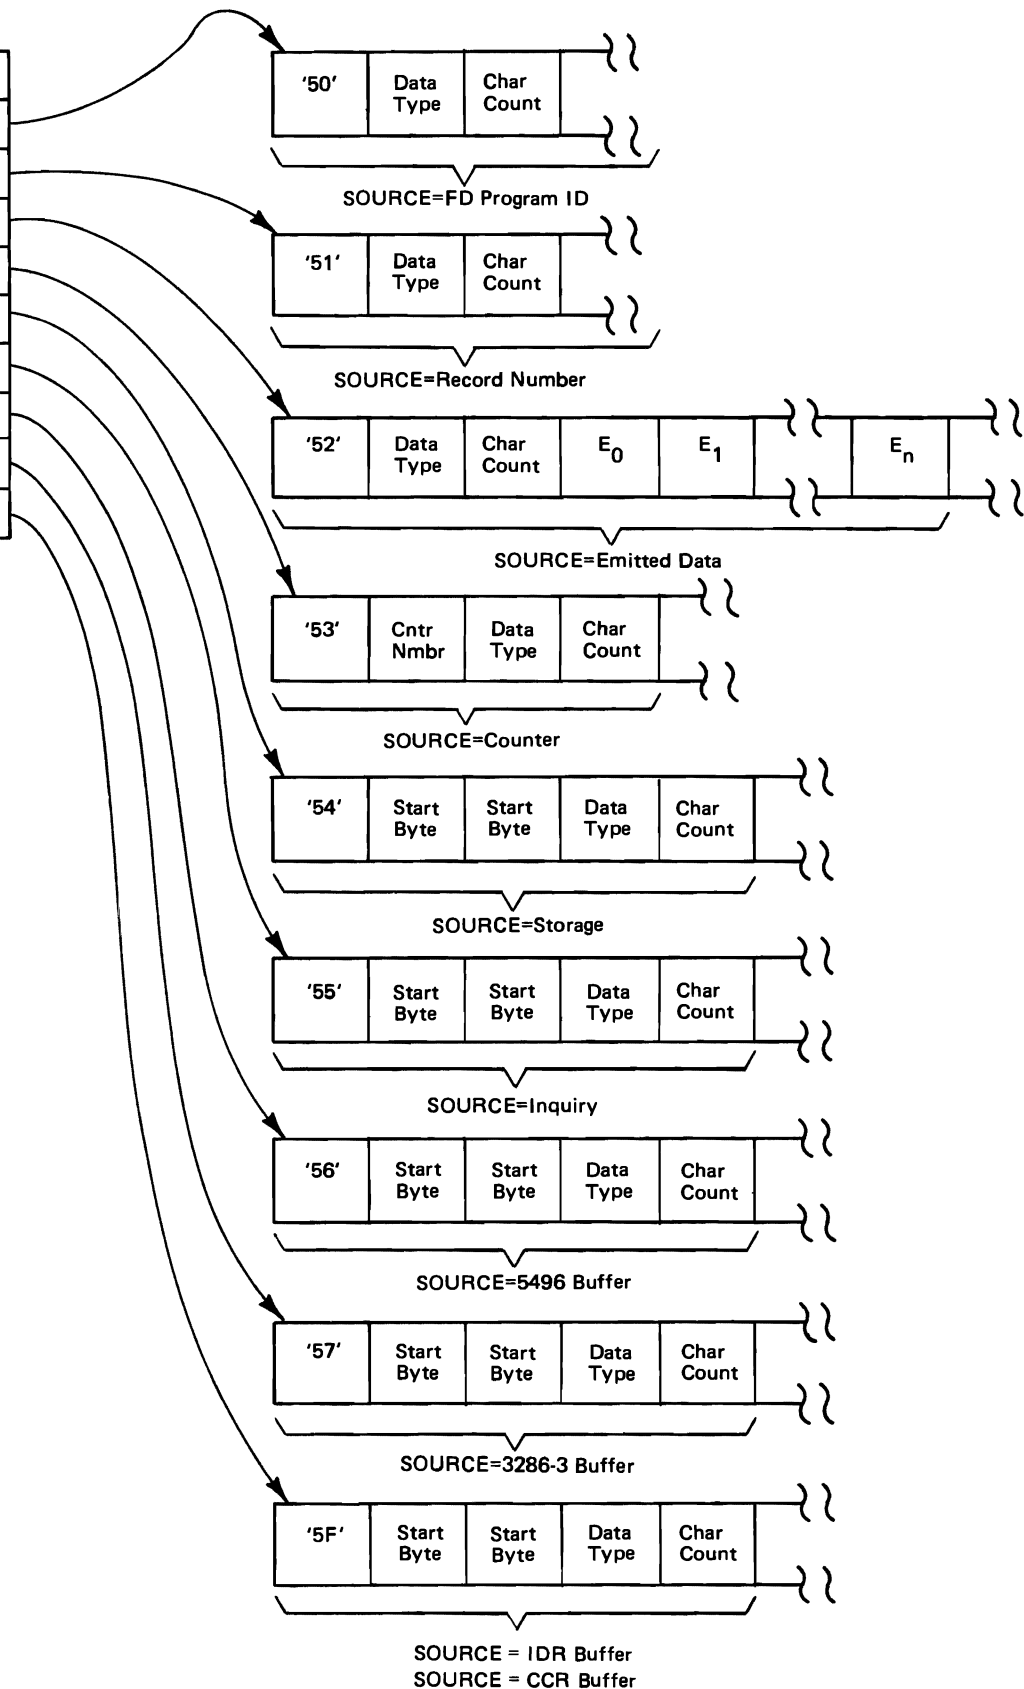 '50' Data Type Char Count
SOURCE=FD Program ID
'51' Data Type Char Count
SOURCE=Record Number
'52' Data Type Char Count E0 E1 En
SOURCE=Emitted Data
'53' Cntr Nmbr Data Type Char Count
SOURCE=Counter
'54' Start Byte Start Byte Data Type Char Count
SOURCE=Storage
'55' Start Byte Start Byte Data Type Char Count
SOURCE=Inquiry
'56' Start Byte Start Byte Data Type Char Count
SOURCE=5496 Buffer
'57' Start Byte Start Byte Data Type Char Count
SOURCE=3286-3 Buffer
'5F' Start Byte Start Byte Data Type Char Count
SOURCE = IDR Buffer
SOURCE = CCR Buffer